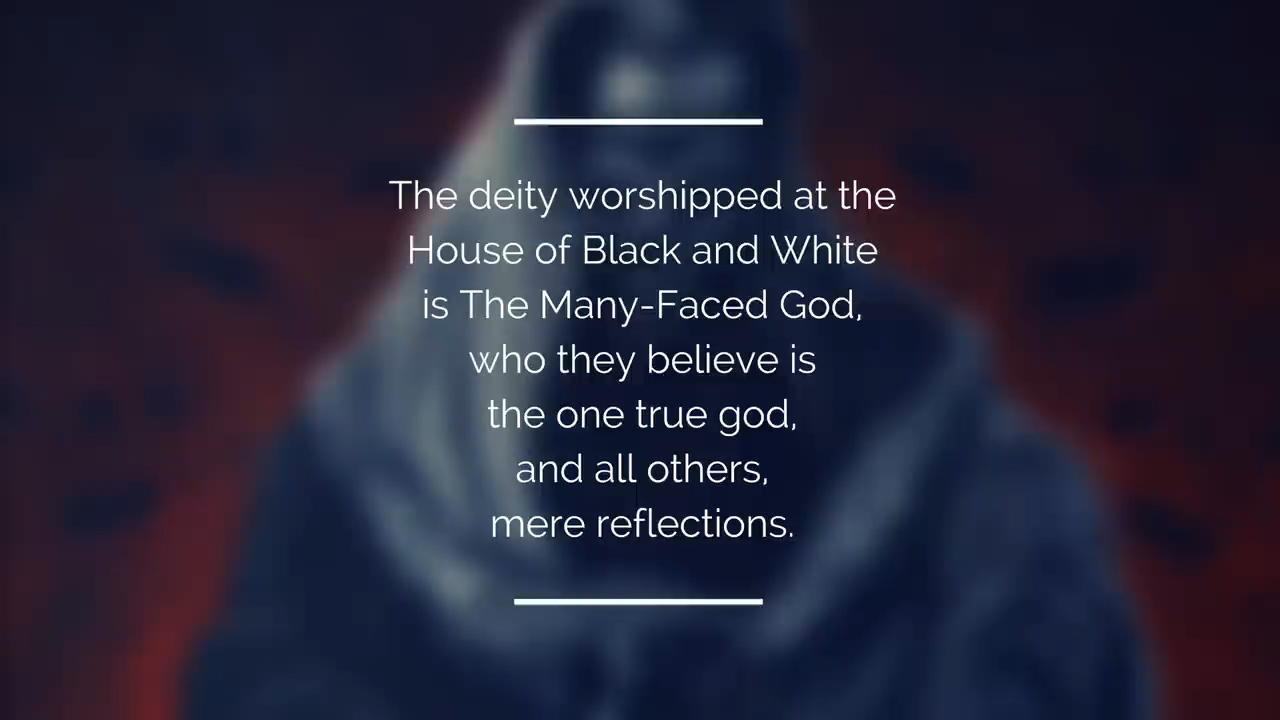 The deity worshipped at the
House of Black and White
is The Many-Faced God,
who they believe is
the one true god,
and all others,
mere reflections.